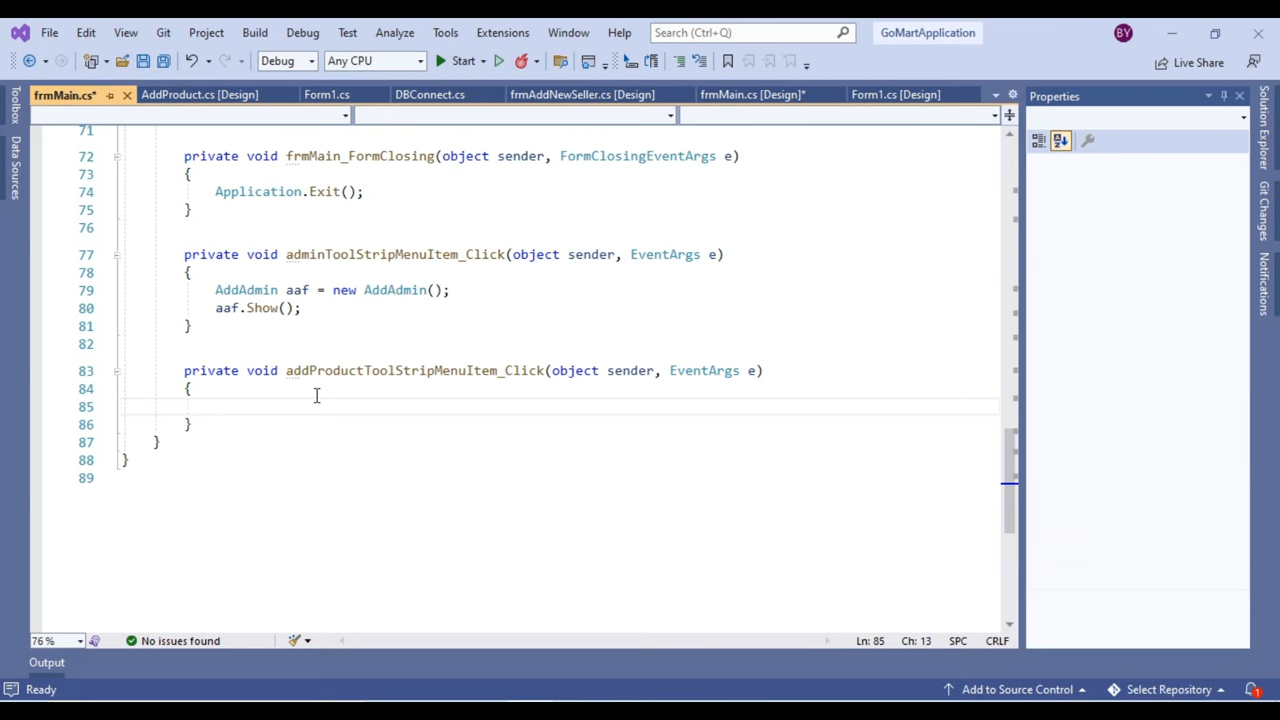 File Edit View Git Project Build Debug Test Analyze Tools Extensions Window Help Search (Ctrl+Q) GoMartApplication BY
Debug Any CPU Start Live Share
frmMain.cs* AddProduct.cs [Design] Form1.cs DBConnect.cs frmAddNewSeller.cs [Design] frmMain.cs [Design]* Form1.cs [Design] Properties
Toolbox
Data Sources
71
72 private void frmMain_FormClosing(object sender, FormClosingEventArgs e)
73 {
74 Application.Exit();
75 }
76
77 private void adminToolStripMenuItem_Click(object sender, EventArgs e)
78 {
79 AddAdmin aaf = new AddAdmin();
80 aaf.Show();
81 }
82
83 private void addProductToolStripMenuItem_Click(object sender, EventArgs e)
84 {
85
86 }
87 }
88 }
89
Solution Explorer
Git Changes
Notifications
76 % No issues found Ln: 85 Ch: 13 SPC CRLF
Output
Ready Add to Source Control Select Repository 1